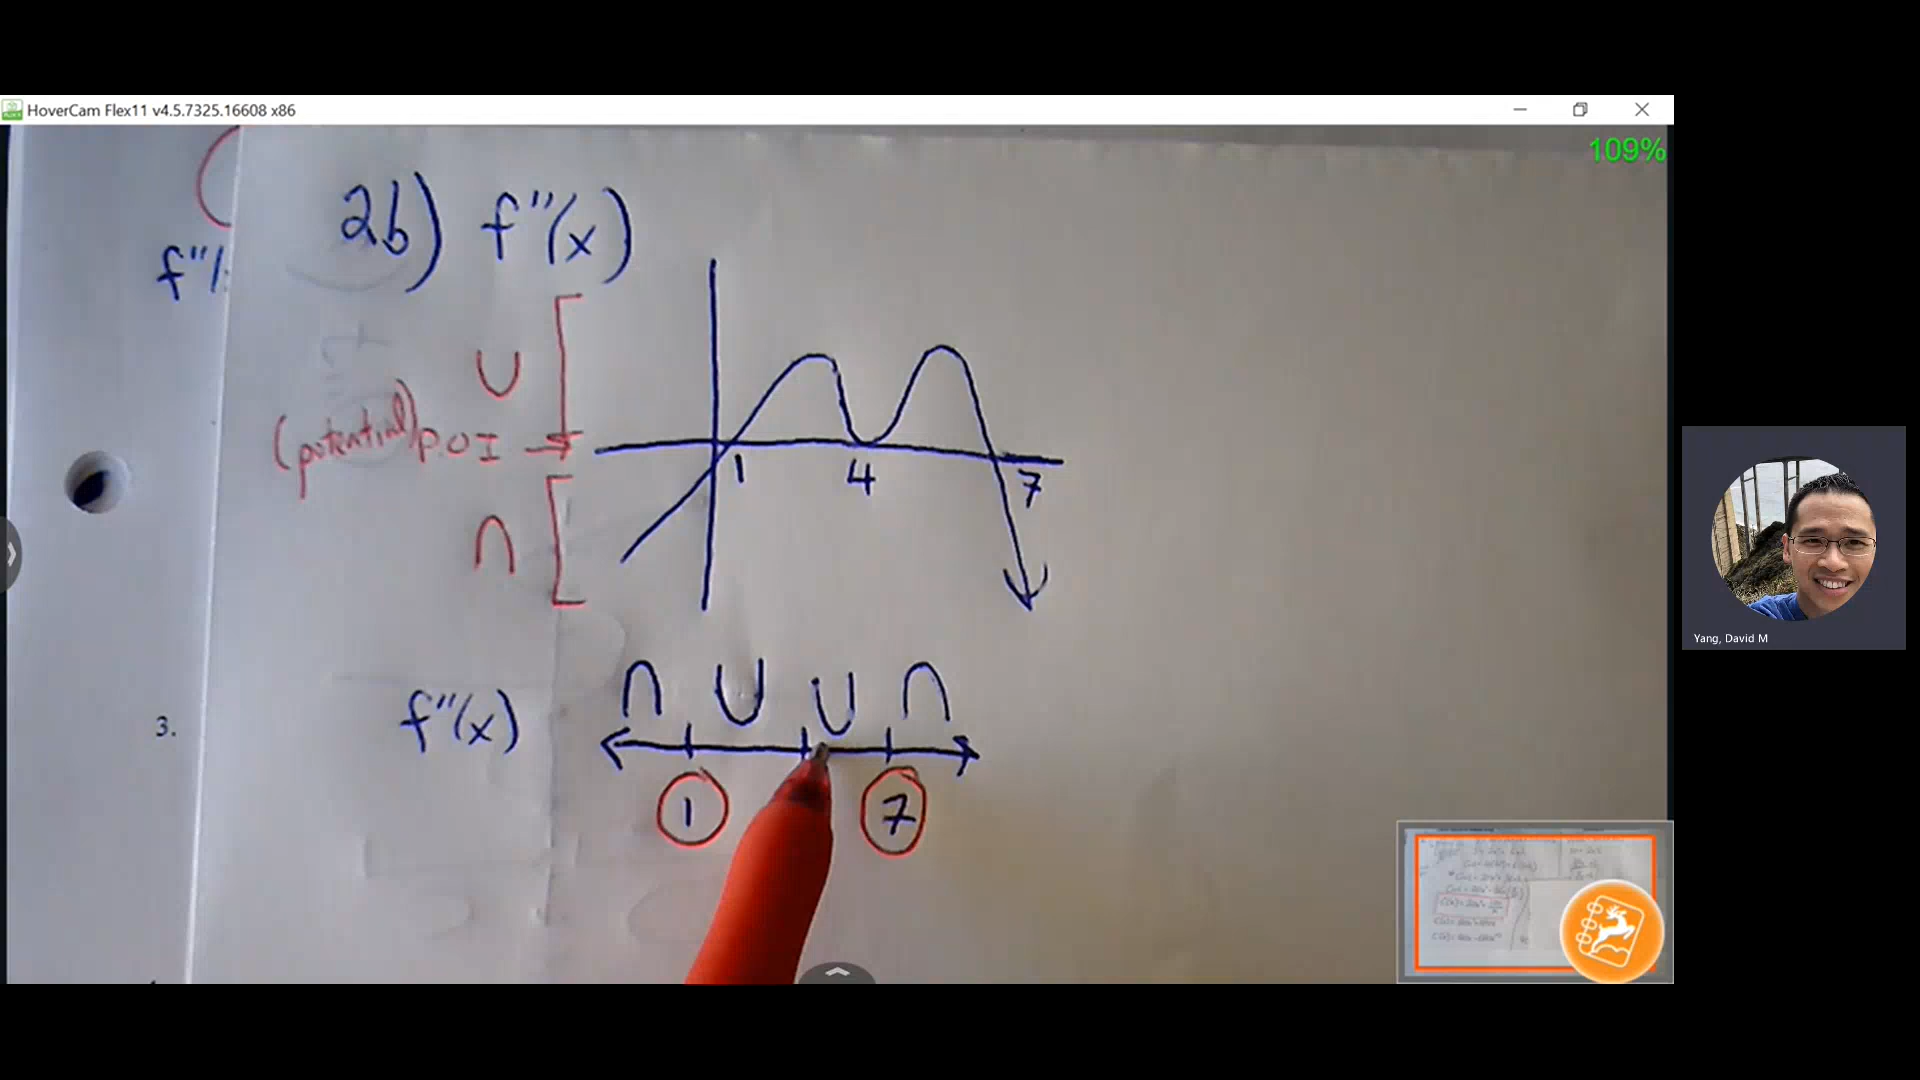 HoverCam Flex11 v4.5.7325.16608 x86
109%
2b) f"(x)
f"(
∪
(potential) P.O I →
1 4 7
∩
Yang, David M
∩ ∪ ∪ ∩
3.
f"(x)
1 7